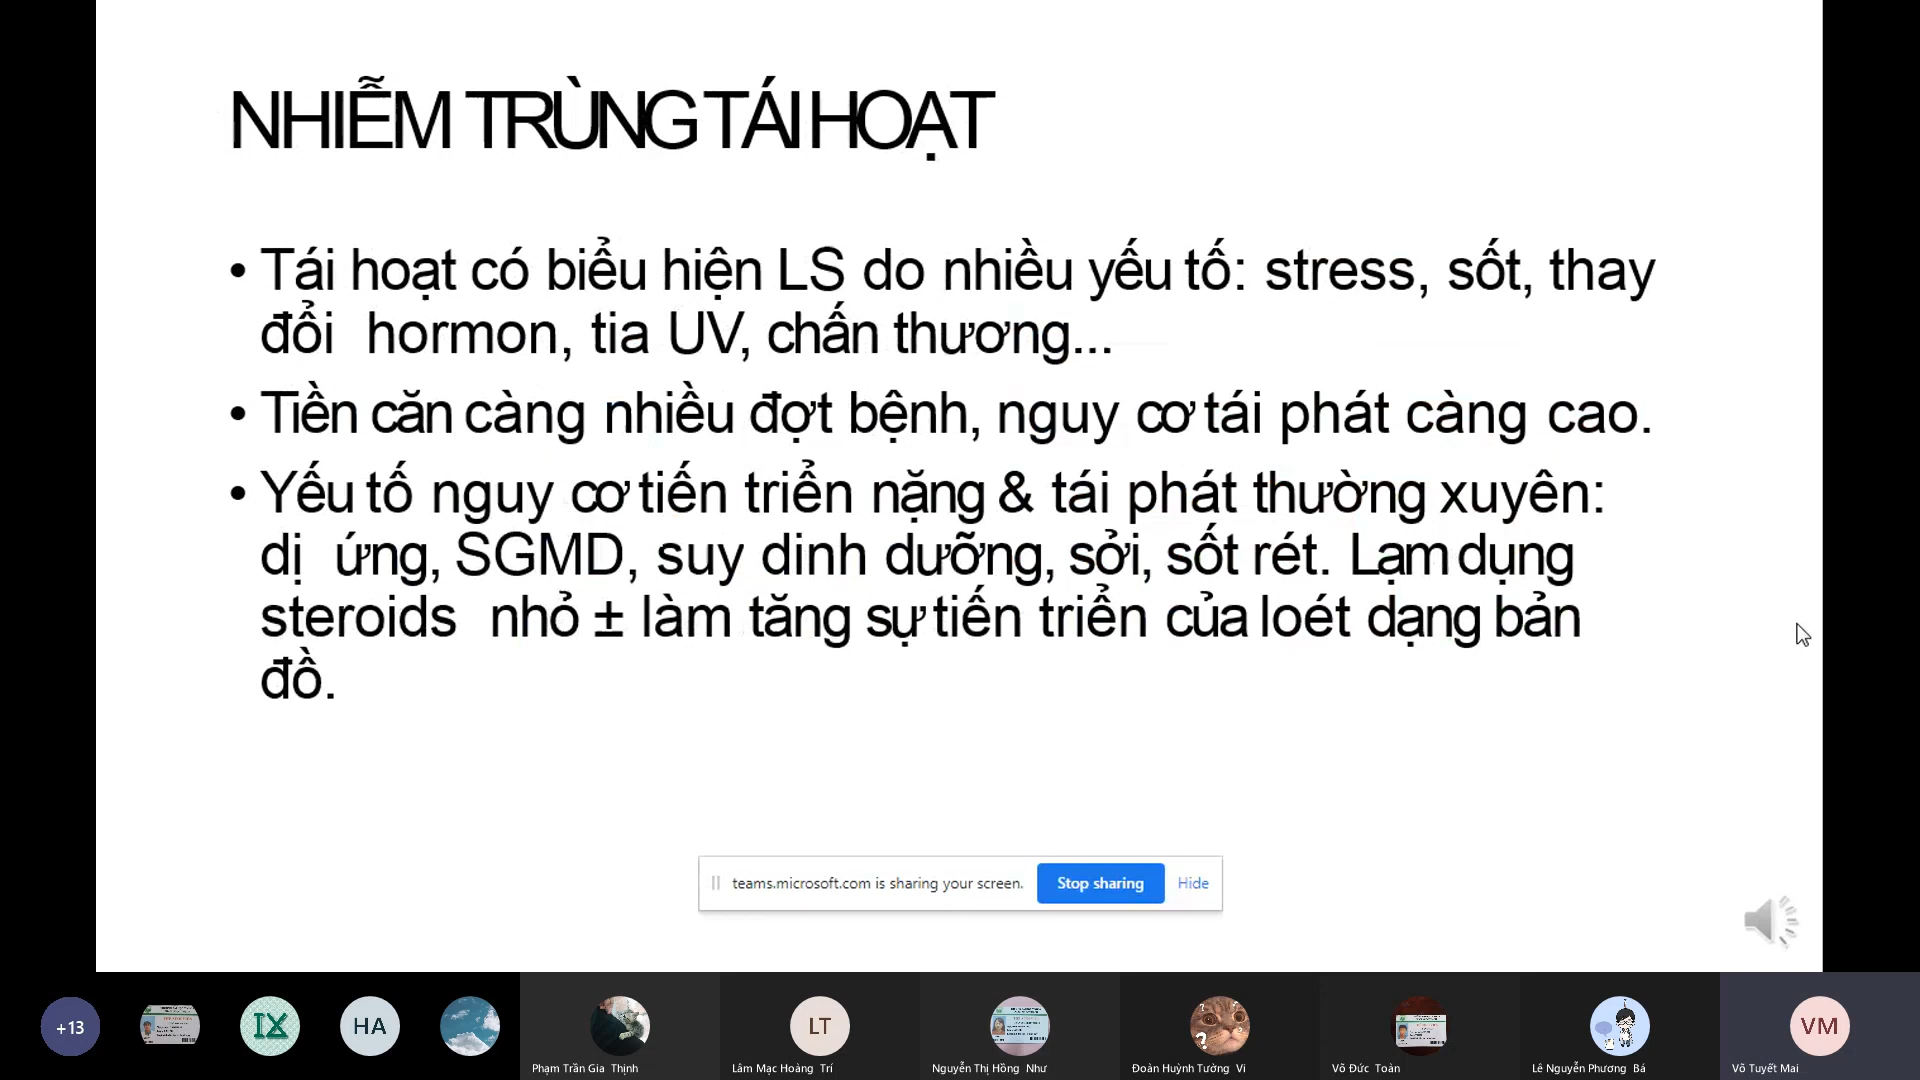 NHIỄM TRÙNG TÁI HOẠT
• Tái hoạt có biểu hiện LS do nhiều yếu tố: stress, sốt, thay
đổi hormon, tia UV, chấn thương...
• Tiền căn càng nhiều đợt bệnh, nguy cơ tái phát càng cao.
• Yếu tố nguy cơ tiến triển nặng & tái phát thường xuyên:
dị ứng, SGMD, suy dinh dưỡng, sởi, sốt rét. Lạm dụng
steroids nhỏ ± làm tăng sự tiến triển của loét dạng bản
đồ.
teams.microsoft.com is sharing your screen. Stop sharing Hide
+13 IX HA LT VM
Phạm Trần Gia Thịnh Lâm Mạc Hoàng Trí Nguyễn Thị Hồng Như Đoàn Huỳnh Tường Vi Võ Đức Toàn Lê Nguyễn Phương Bá Võ Tuyết Mai